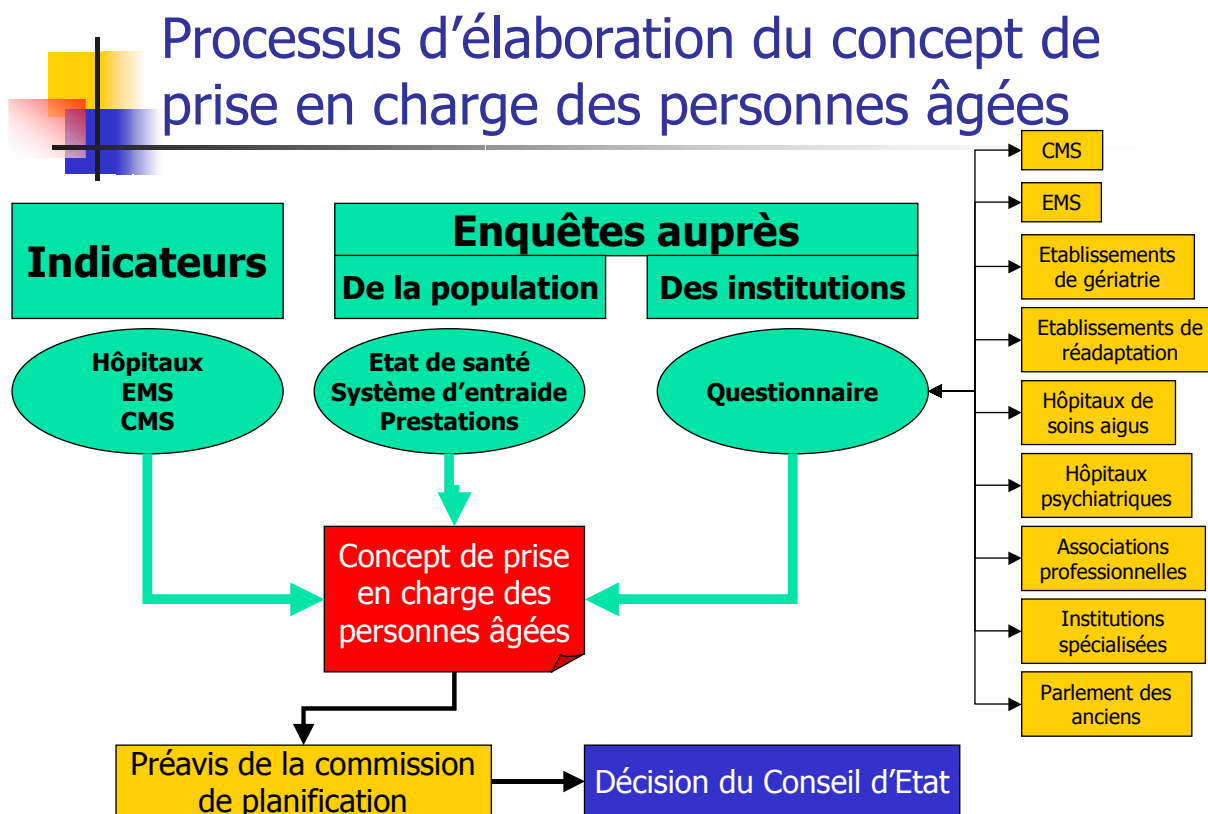 Processus d’élaboration du concept de
prise en charge des personnes âgées
Indicateurs
Enquêtes auprès
De la population
Des institutions
Hôpitaux
EMS
CMS
Etat de santé
Système d’entraide
Prestations
Questionnaire
CMS
EMS
Etablissements
de gériatrie
Etablissements de
réadaptation
Hôpitaux de
soins aigus
Hôpitaux
psychiatriques
Associations
professionnelles
Institutions
spécialisées
Parlement des
anciens
Concept de prise
en charge des
personnes âgées
Préavis de la commission
de planification
Décision du Conseil d’Etat